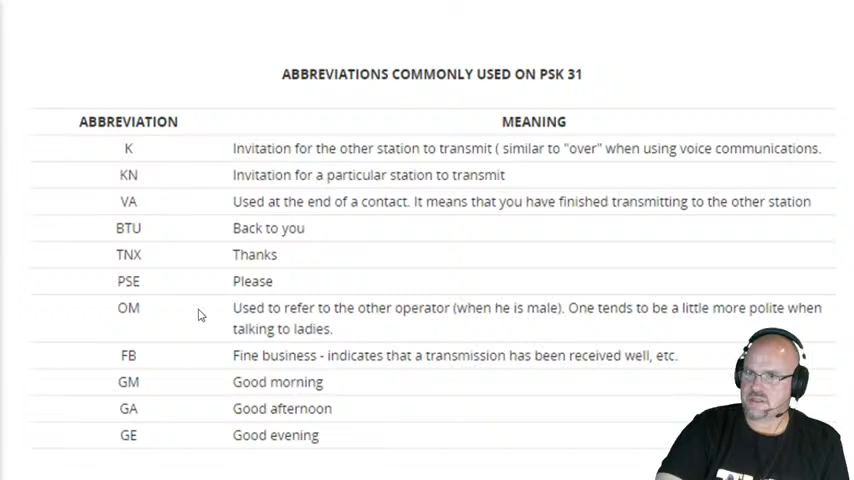 ABBREVIATIONS COMMONLY USED ON PSK 31
ABBREVIATION MEANING
K Invitation for the other station to transmit ( similar to "over" when using voice communications.
KN Invitation for a particular station to transmit
VA Used at the end of a contact. It means that you have finished transmitting to the other station
BTU Back to you
TNX Thanks
PSE Please
OM Used to refer to the other operator (when he is male). One tends to be a little more polite when
talking to ladies.
FB Fine business - indicates that a transmission has been received well, etc.
GM Good morning
GA Good afternoon
GE Good evening